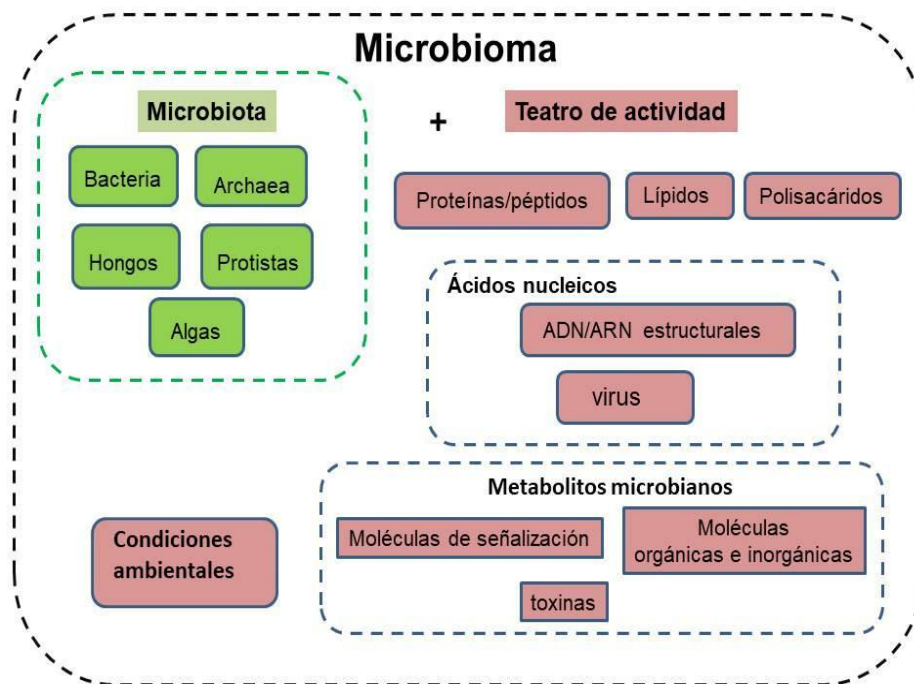 Microbioma
Microbiota
+
Teatro de actividad
Bacteria
Archaea
Hongos
Protistas
Algas
Proteínas/péptidos
Lípidos
Polisacáridos
Ácidos nucleicos
ADN/ARN estructurales
virus
Metabolitos microbianos
Moléculas de señalización
Moléculas
orgánicas e inorgánicas
toxinas
Condiciones
ambientales